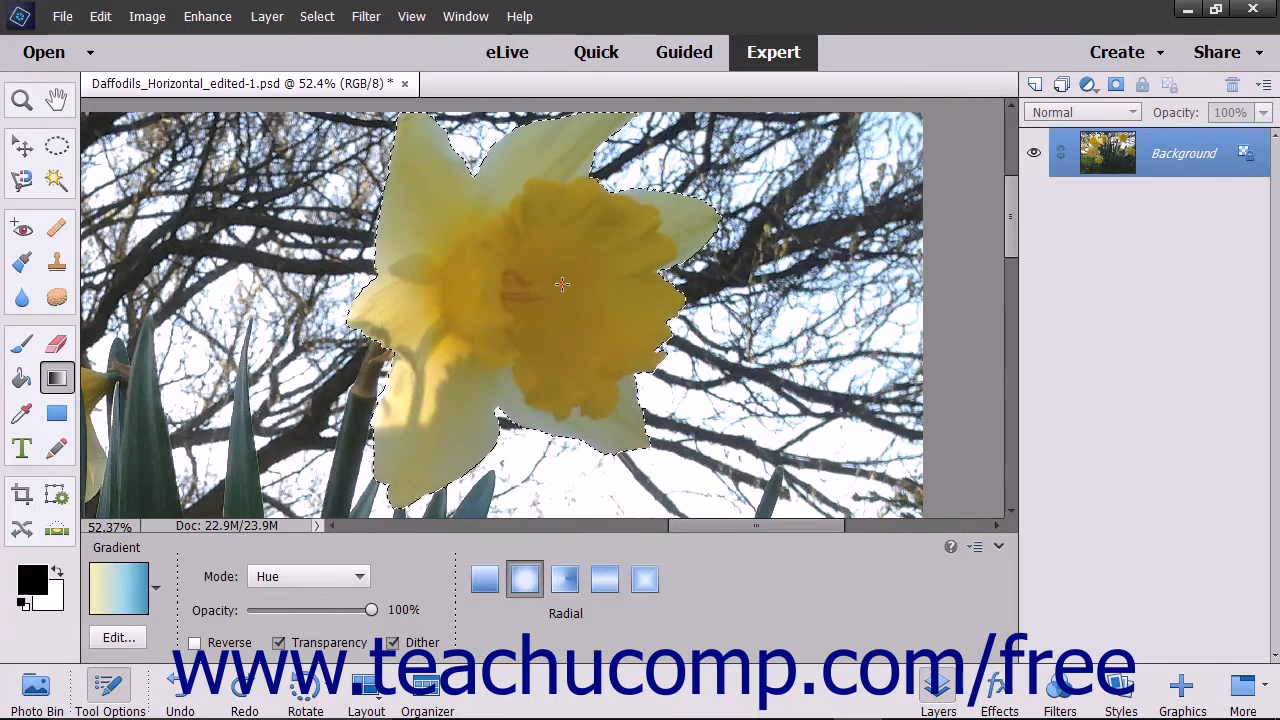 File Edit Image Enhance Layer Select Filter View Window Help
Open eLive Quick Guided Expert Create Share
Daffodils_Horizontal_edited-1.psd @ 52.4% (RGB/8) * ×
Normal Opacity: 100%
Background
52.37% Doc: 22.9M/23.9M
Gradient
Mode: Hue
Opacity: 100%
Radial
Edit... Reverse Transparency Dither
www.teachucomp.com/free
Photo Bin Tool Options Undo Redo Rotate Layout Organizer Layers Effects Filters Styles Graphics More